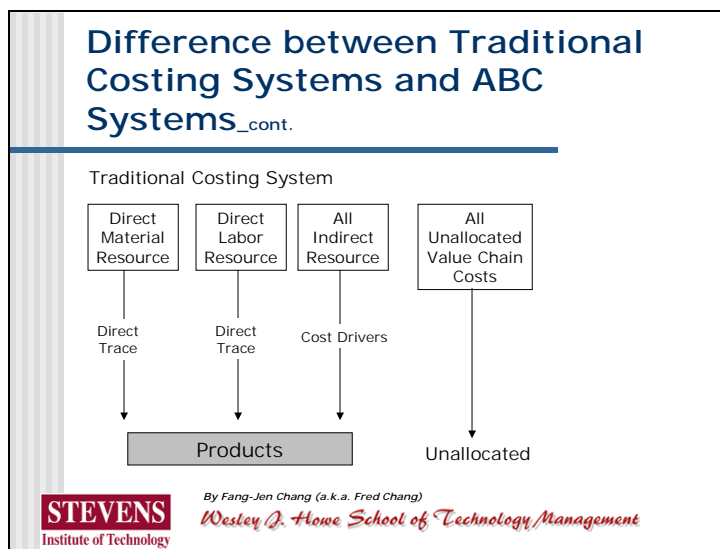 Difference between Traditional
Costing Systems and ABC
Systems_cont.
Traditional Costing System
Direct
Material
Resource
Direct
Labor
Resource
All
Indirect
Resource
All
Unallocated
Value Chain
Costs
Direct
Trace
Direct
Trace
Cost Drivers
Products
Unallocated
STEVENS
Institute of Technology
By Fang-Jen Chang (a.k.a. Fred Chang)
Wesley J. Howe School of Technology Management